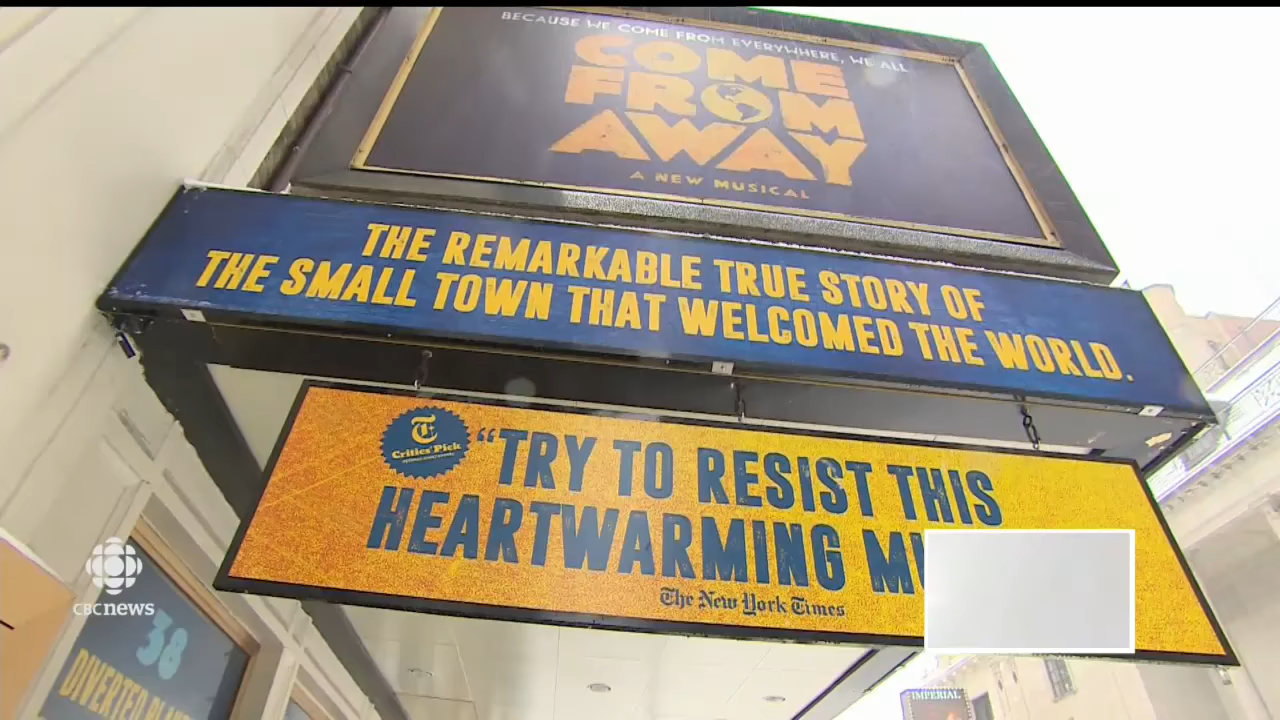 BECAUSE WE COME FROM EVERYWHERE, WE ALL
COME
FROM
AWAY
A NEW MUSICAL
THE REMARKABLE TRUE STORY OF
THE SMALL TOWN THAT WELCOMED THE WORLD.
T
Critics' Pick
"TRY TO RESIST THIS
HEARTWARMING
The New York Times
CBC news
38
DIVERTED
IMPERIAL